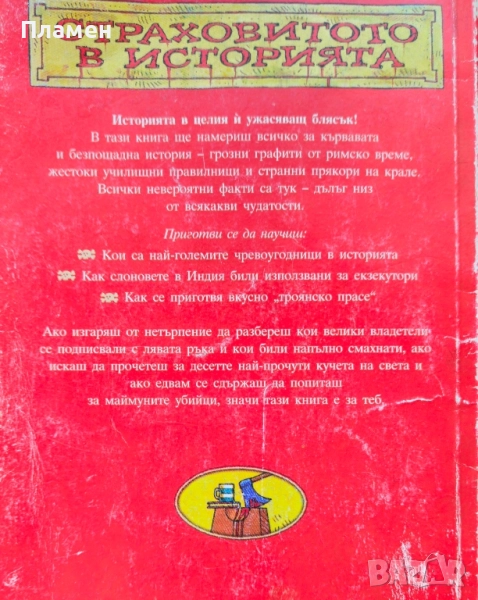 Пламен
СТРАХОВИТОТО
В ИСТОРИЯТА
Историята в целия ѝ ужасяващ блясък!
В тази книга ще намериш всичко за кървавата
и безпощадна история – грозни графити от римско време,
жестоки училищни правилници и странни прякори на крале.
Всички невероятни факти са тук – дълъг низ
от всякакви чудатости.
Приготви се да научиш:
Кои са най-големите чревоугодници в историята
Как слоновете в Индия били използвани за екзекутори
Как се приготвя вкусно „троянско прасе“
Ако изгаряш от нетърпение да разбереш кои велики владетели
се подписвали с лявата ръка и кои били напълно смахнати, ако
искаш да прочетеш за десетте най-прочути кучета на света и
ако едвам се сдържаш да попиташ
за маймуните убийци, значи тази книга е за теб.
BAZAR.BG